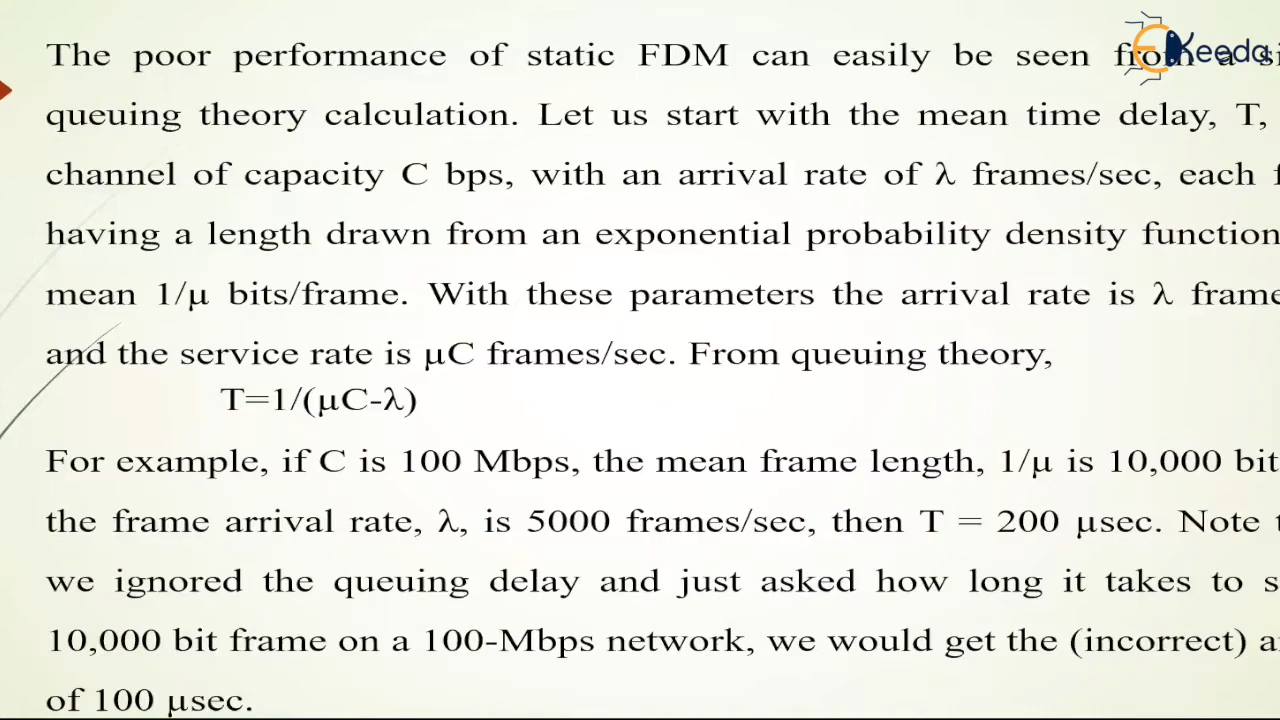 The poor performance of static FDM can easily be seen from a
queuing theory calculation. Let us start with the mean time delay, T,
channel of capacity C bps, with an arrival rate of λ frames/sec, each
having a length drawn from an exponential probability density function
mean 1/μ bits/frame. With these parameters the arrival rate is λ
and the service rate is μC frames/sec. From queuing theory,
T=1/(μC-λ)
For example, if C is 100 Mbps, the mean frame length, 1/μ is 10,000
the frame arrival rate, λ, is 5000 frames/sec, then T = 200 μsec. Note
we ignored the queuing delay and just asked how long it takes to
10,000 bit frame on a 100-Mbps network, we would get the (incorrect)
of 100 μsec.
Keeda